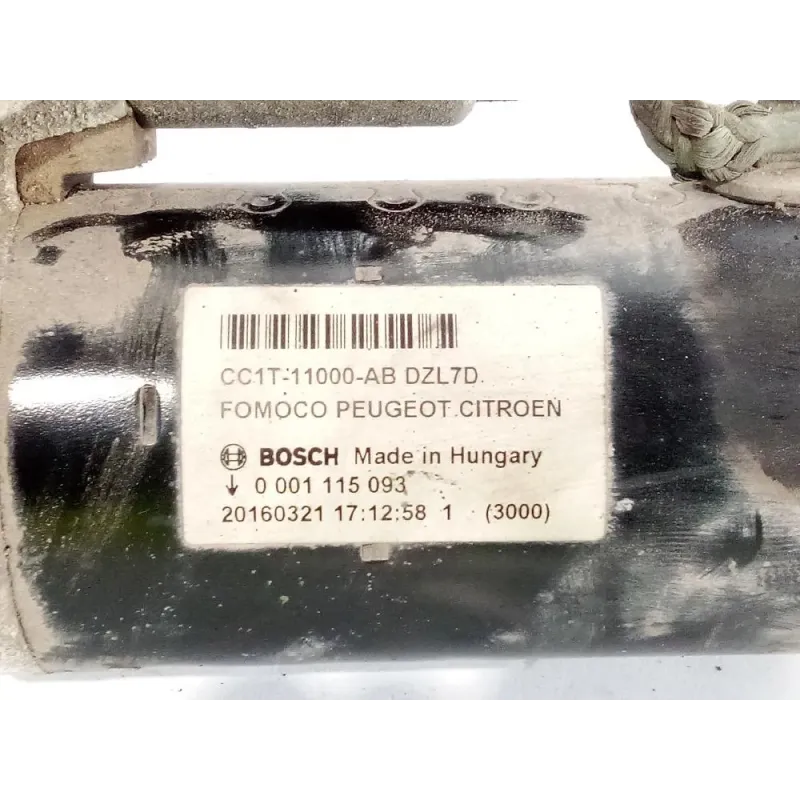 CC1T-11000-AB DZL7D
FOMOCO PEUGEOT CITROEN
BOSCH Made in Hungary
↓ 0 001 115 093
20160321 17:12:58 1 (3000)